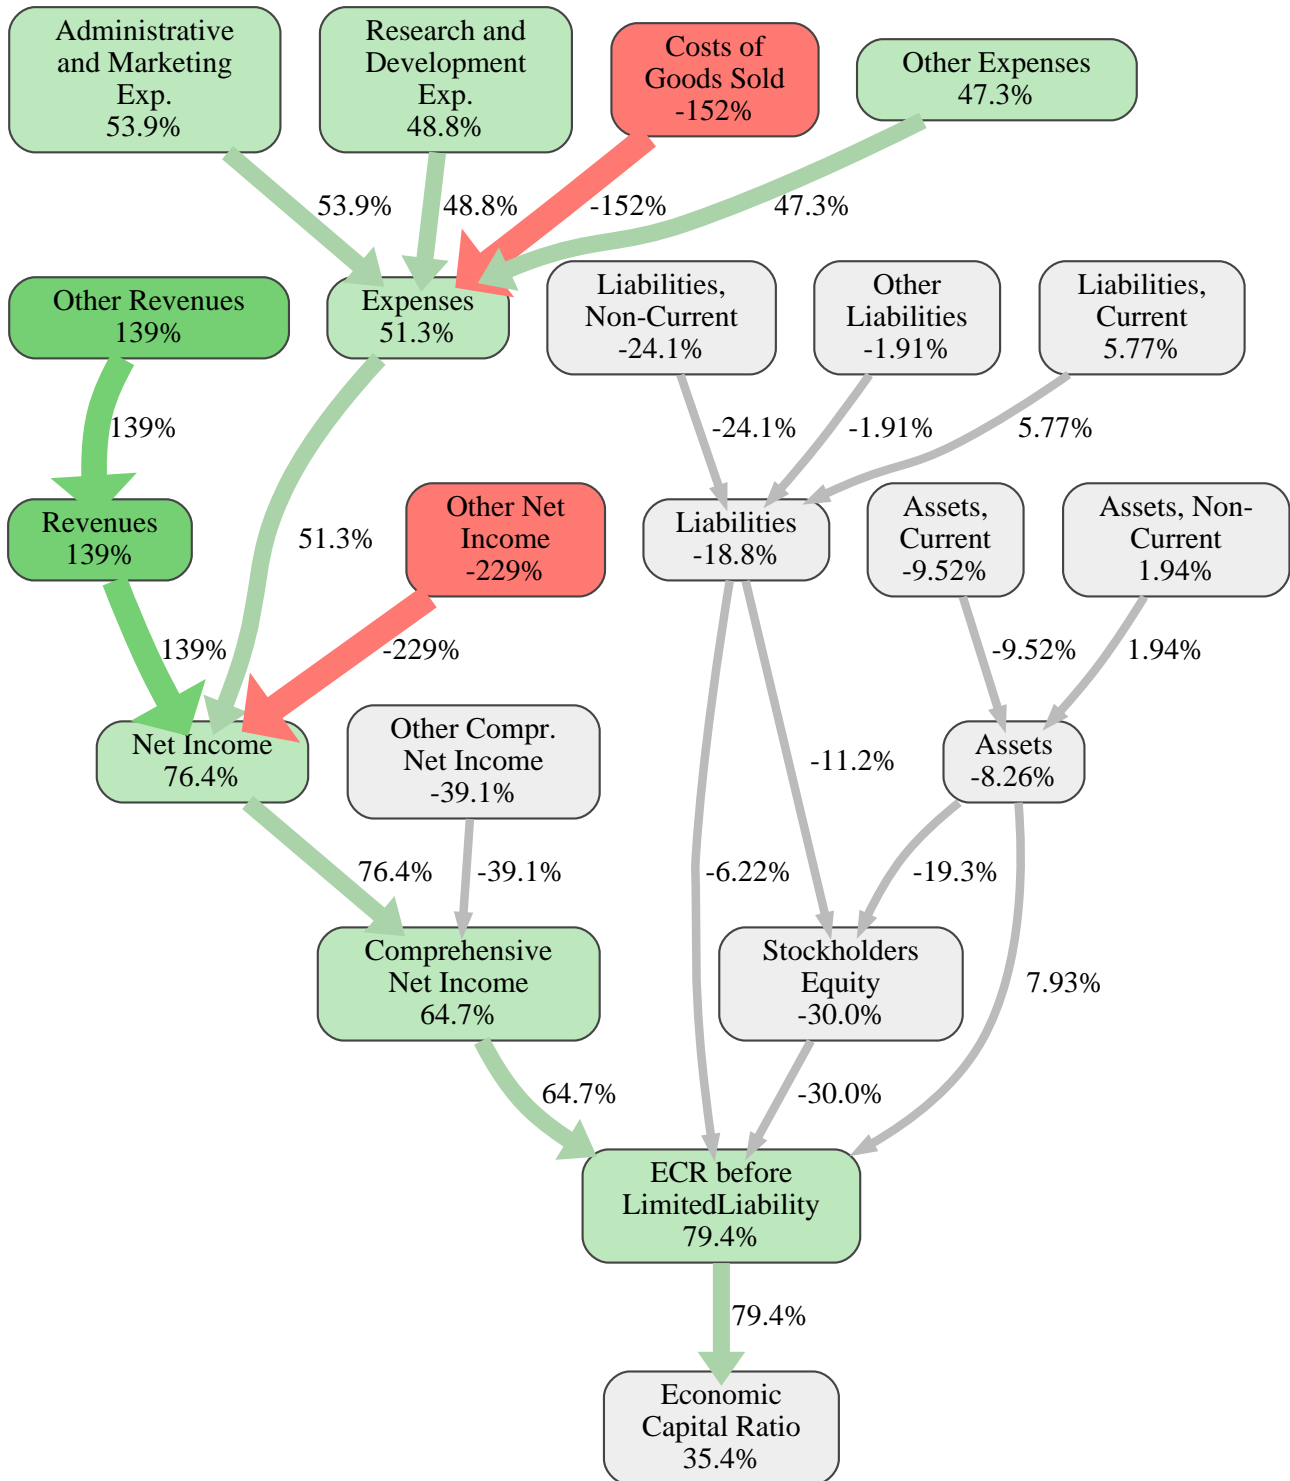 Administrative
and Marketing
Exp.
53.9%
Research and
Development
Exp.
48.8%
Costs of
Goods Sold
-152%
Other Expenses
47.3%
53.9%
48.8%
-152%
47.3%
Other Revenues
139%
Expenses
51.3%
Liabilities,
Non-Current
-24.1%
Other
Liabilities
-1.91%
Liabilities,
Current
5.77%
139%
-24.1%
-1.91%
5.77%
Revenues
139%
51.3%
Other Net
Income
-229%
Liabilities
-18.8%
Assets,
Current
-9.52%
Assets, Non-
Current
1.94%
139%
-229%
-9.52%
1.94%
Net Income
76.4%
Other Compr.
Net Income
-39.1%
-11.2%
Assets
-8.26%
76.4%
-39.1%
-6.22%
-19.3%
Comprehensive
Net Income
64.7%
Stockholders
Equity
-30.0%
7.93%
64.7%
-30.0%
ECR before
LimitedLiability
79.4%
79.4%
Economic
Capital Ratio
35.4%